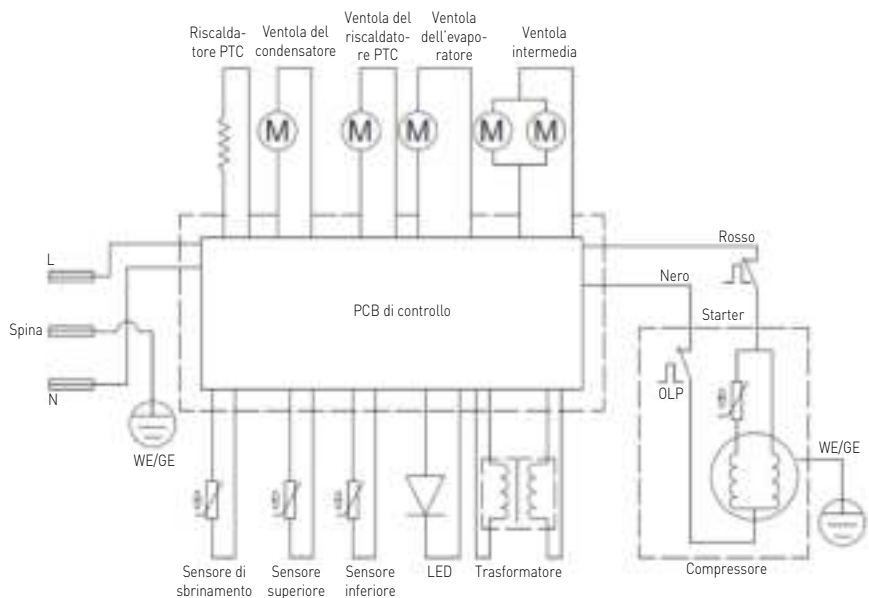 Riscalda-
tore PTC
Ventola del
condensatore
Ventola del
riscaldato-
re PTC
Ventola
dell'evapo-
ratore
Ventola
intermedia
M
M
M
M
M
L
Spina
N
WE/GE
PCB di controllo
Rosso
Nero
Starter
OLP
WE/GE
Compressore
Sensore di
sbrinamento
Sensore
superiore
Sensore
inferiore
LED
Trasformatore